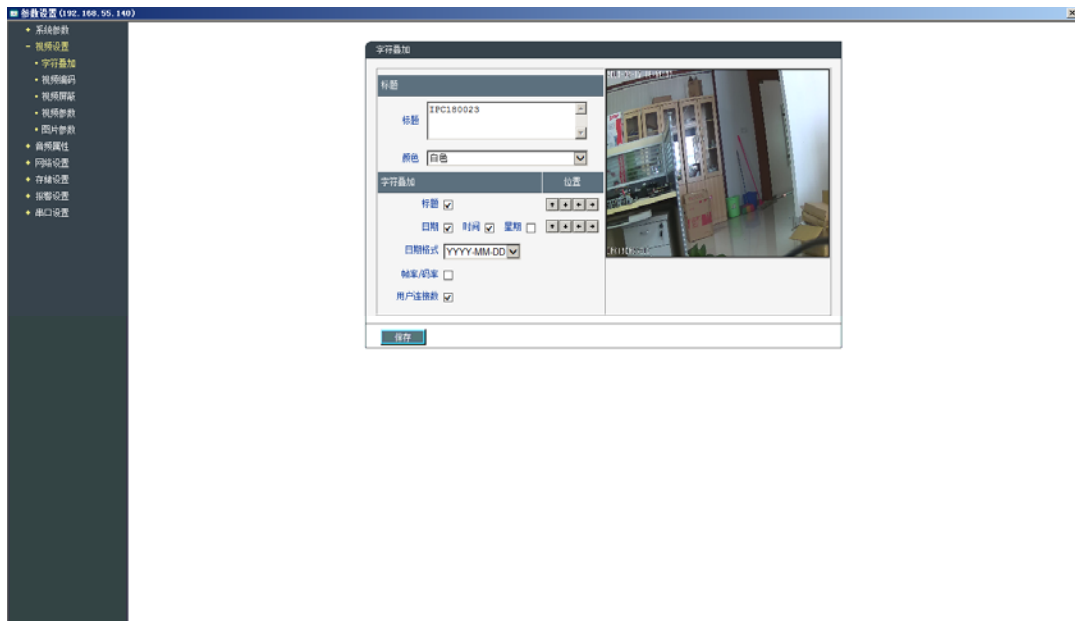 参数设置(192.168.55.140)
系统参数
视频设置
字符叠加
视频编码
视频屏蔽
视频参数
图片参数
音频属性
网络设置
存储设置
报警设置
串口设置
字符叠加
标题
标题 IPC180023
颜色 白色
字符叠加 位置
标题
日期 时间 星期
日期格式 YYYY-MM-DD
帧率/码率
用户连接数
保存